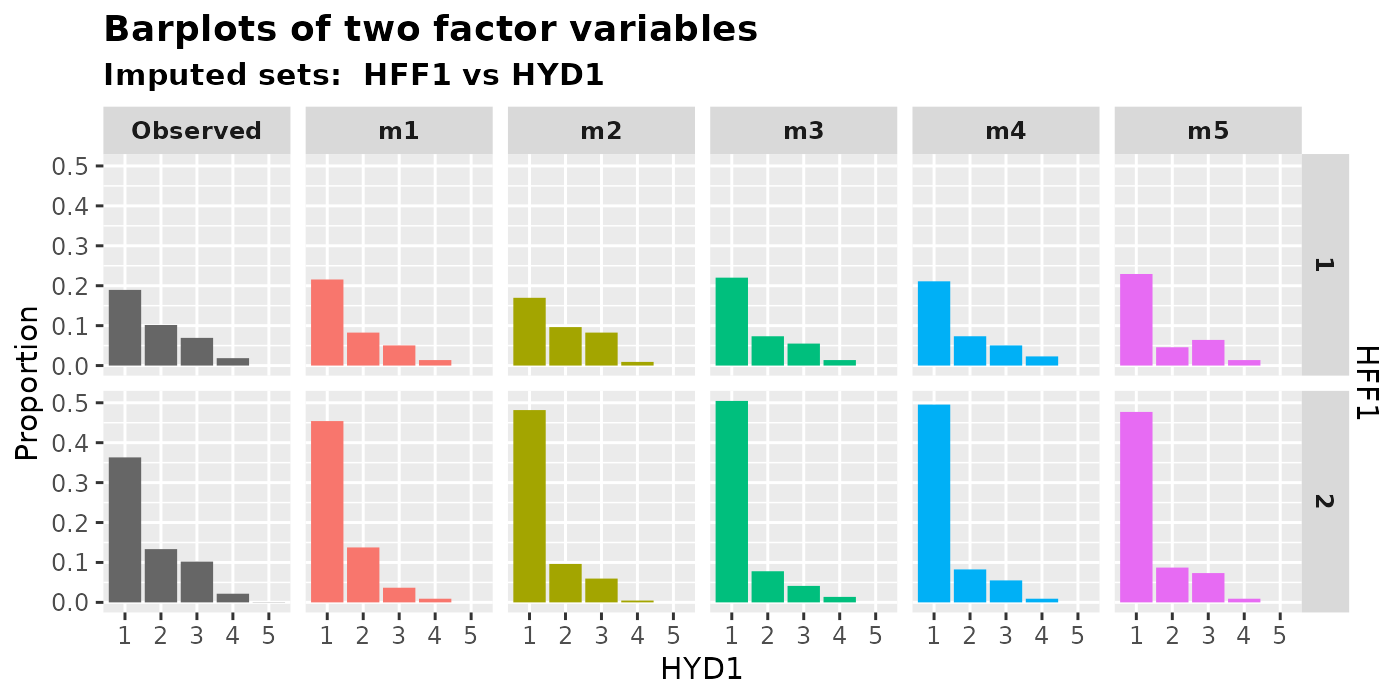 Barplots of two factor variables
Imputed sets:  HFF1 vs HYD1
Observed m1 m2 m3 m4 m5
0.5
0.4
0.3
0.2
0.1
0.0
1
0.5
0.4
0.3
0.2
0.1
0.0
2
Proportion
HFF1
1 2 3 4 5 1 2 3 4 5 1 2 3 4 5 1 2 3 4 5 1 2 3 4 5 1 2 3 4 5
HYD1